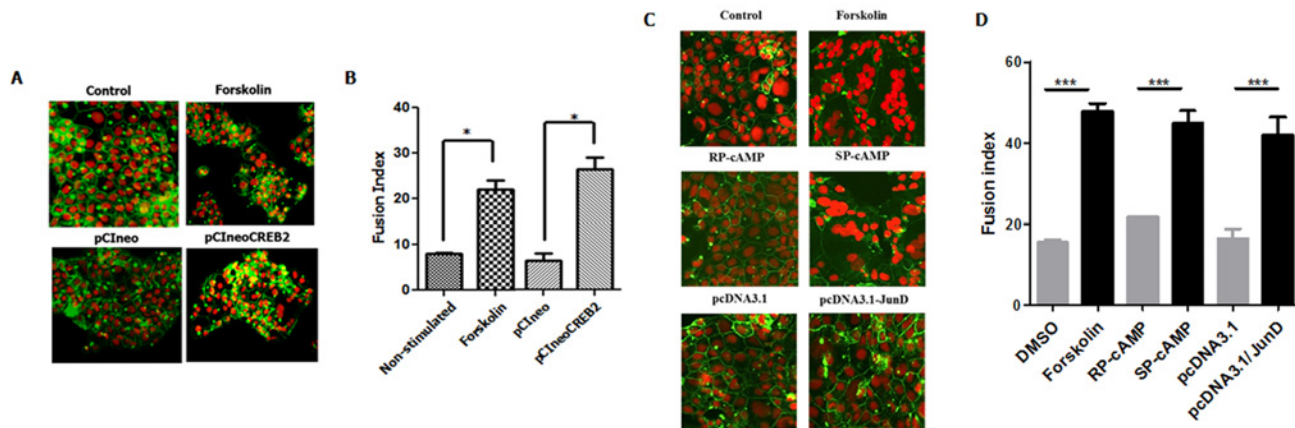 A
Control
Forskolin
pCIneo
pCIneoCREB2
B
Fusion Index
40
30
20
10
0
Non-stimulated
Forskolin
pCIneo
pCIneoCREB2
*
*
C
Control
Forskolin
RP-cAMP
SP-cAMP
pcDNA3.1
pcDNA3.1-JunD
D
Fusion index
60
40
20
0
***
***
***
DMSO
Forskolin
RP-cAMP
SP-cAMP
pcDNA3.1
pcDNA3.1/JunD